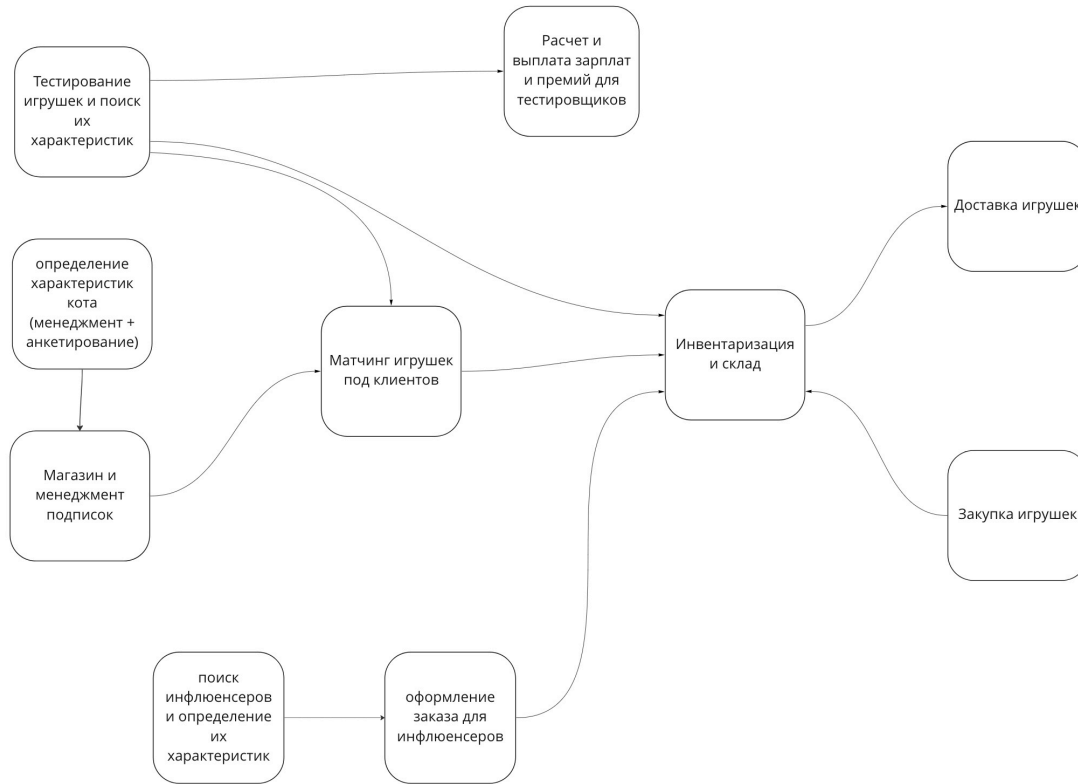 Расчет и
выплата зарплат
и премий для
тестировщиков
Тестирование
игрушек и поиск
их
характеристик
Доставка игрушек
определение
характеристик
кота
(менеджмент +
анкетирование)
Матчинг игрушек
под клиентов
Инвентаризация
и склад
Магазин и
менеджмент
подписок
Закупка игрушек
поиск
инфлюенсеров
и определение
их
характеристик
оформление
заказа для
инфлюенсеров